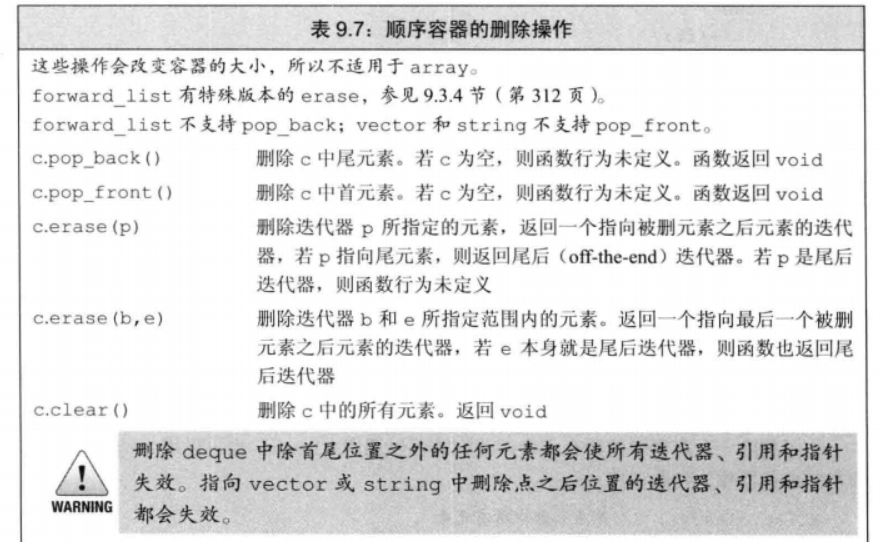 表 9.7：顺序容器的删除操作
这些操作会改变容器的大小，所以不适用于 array。
forward_list 有特殊版本的 erase，参见 9.3.4 节（第 312 页）。
forward_list 不支持 pop_back；vector 和 string 不支持 pop_front。
c.pop_back() 删除 c 中尾元素。若 c 为空，则函数行为未定义。函数返回 void
c.pop_front() 删除 c 中首元素。若 c 为空，则函数行为未定义。函数返回 void
c.erase(p) 删除迭代器 p 所指定的元素，返回一个指向被删元素之后元素的迭代
器，若 p 指向尾元素，则返回尾后（off-the-end）迭代器。若 p 是尾后
迭代器，则函数行为未定义
c.erase(b,e) 删除迭代器 b 和 e 所指定范围内的元素。返回一个指向最后一个被删
元素之后元素的迭代器，若 e 本身就是尾后迭代器，则函数也返回尾
后迭代器
c.clear() 删除 c 中的所有元素。返回 void
删除 deque 中除首尾位置之外的任何元素都会使所有迭代器、引用和指针
失效。指向 vector 或 string 中删除点之后位置的迭代器、引用和指针
都会失效。
WARNING